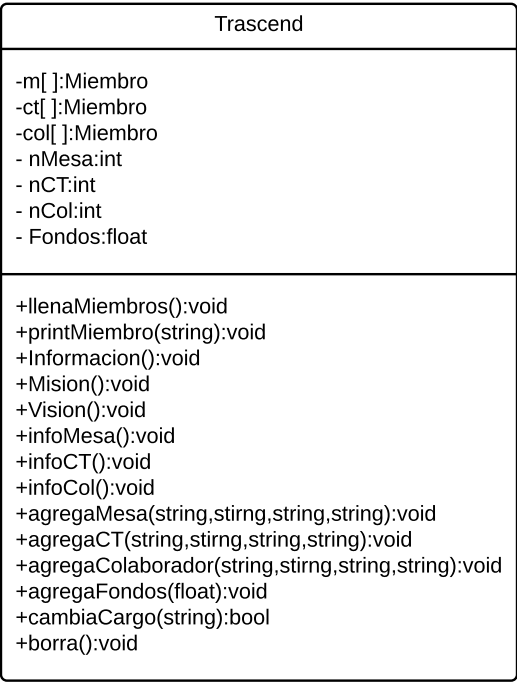 Trascend
-m[ ]:Miembro
-ct[ ]:Miembro
-col[ ]:Miembro
- nMesa:int
- nCT:int
- nCol:int
- Fondos:float
+llenaMiembros():void
+printMiembro(string):void
+Informacion():void
+Mision():void
+Vision():void
+infoMesa():void
+infoCT():void
+infoCol():void
+agregaMesa(string,stirng,string,string):void
+agregaCT(string,stirng,string,string):void
+agregaColaborador(string,stirng,string,string):void
+agregaFondos(float):void
+cambiaCargo(string):bool
+borra():void